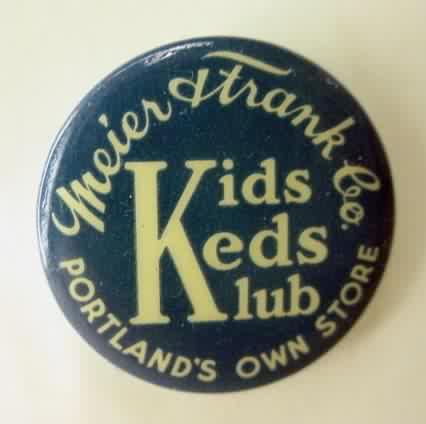 Meier & Frank Co.
Kids
Keds
Klub
PORTLAND'S OWN STORE